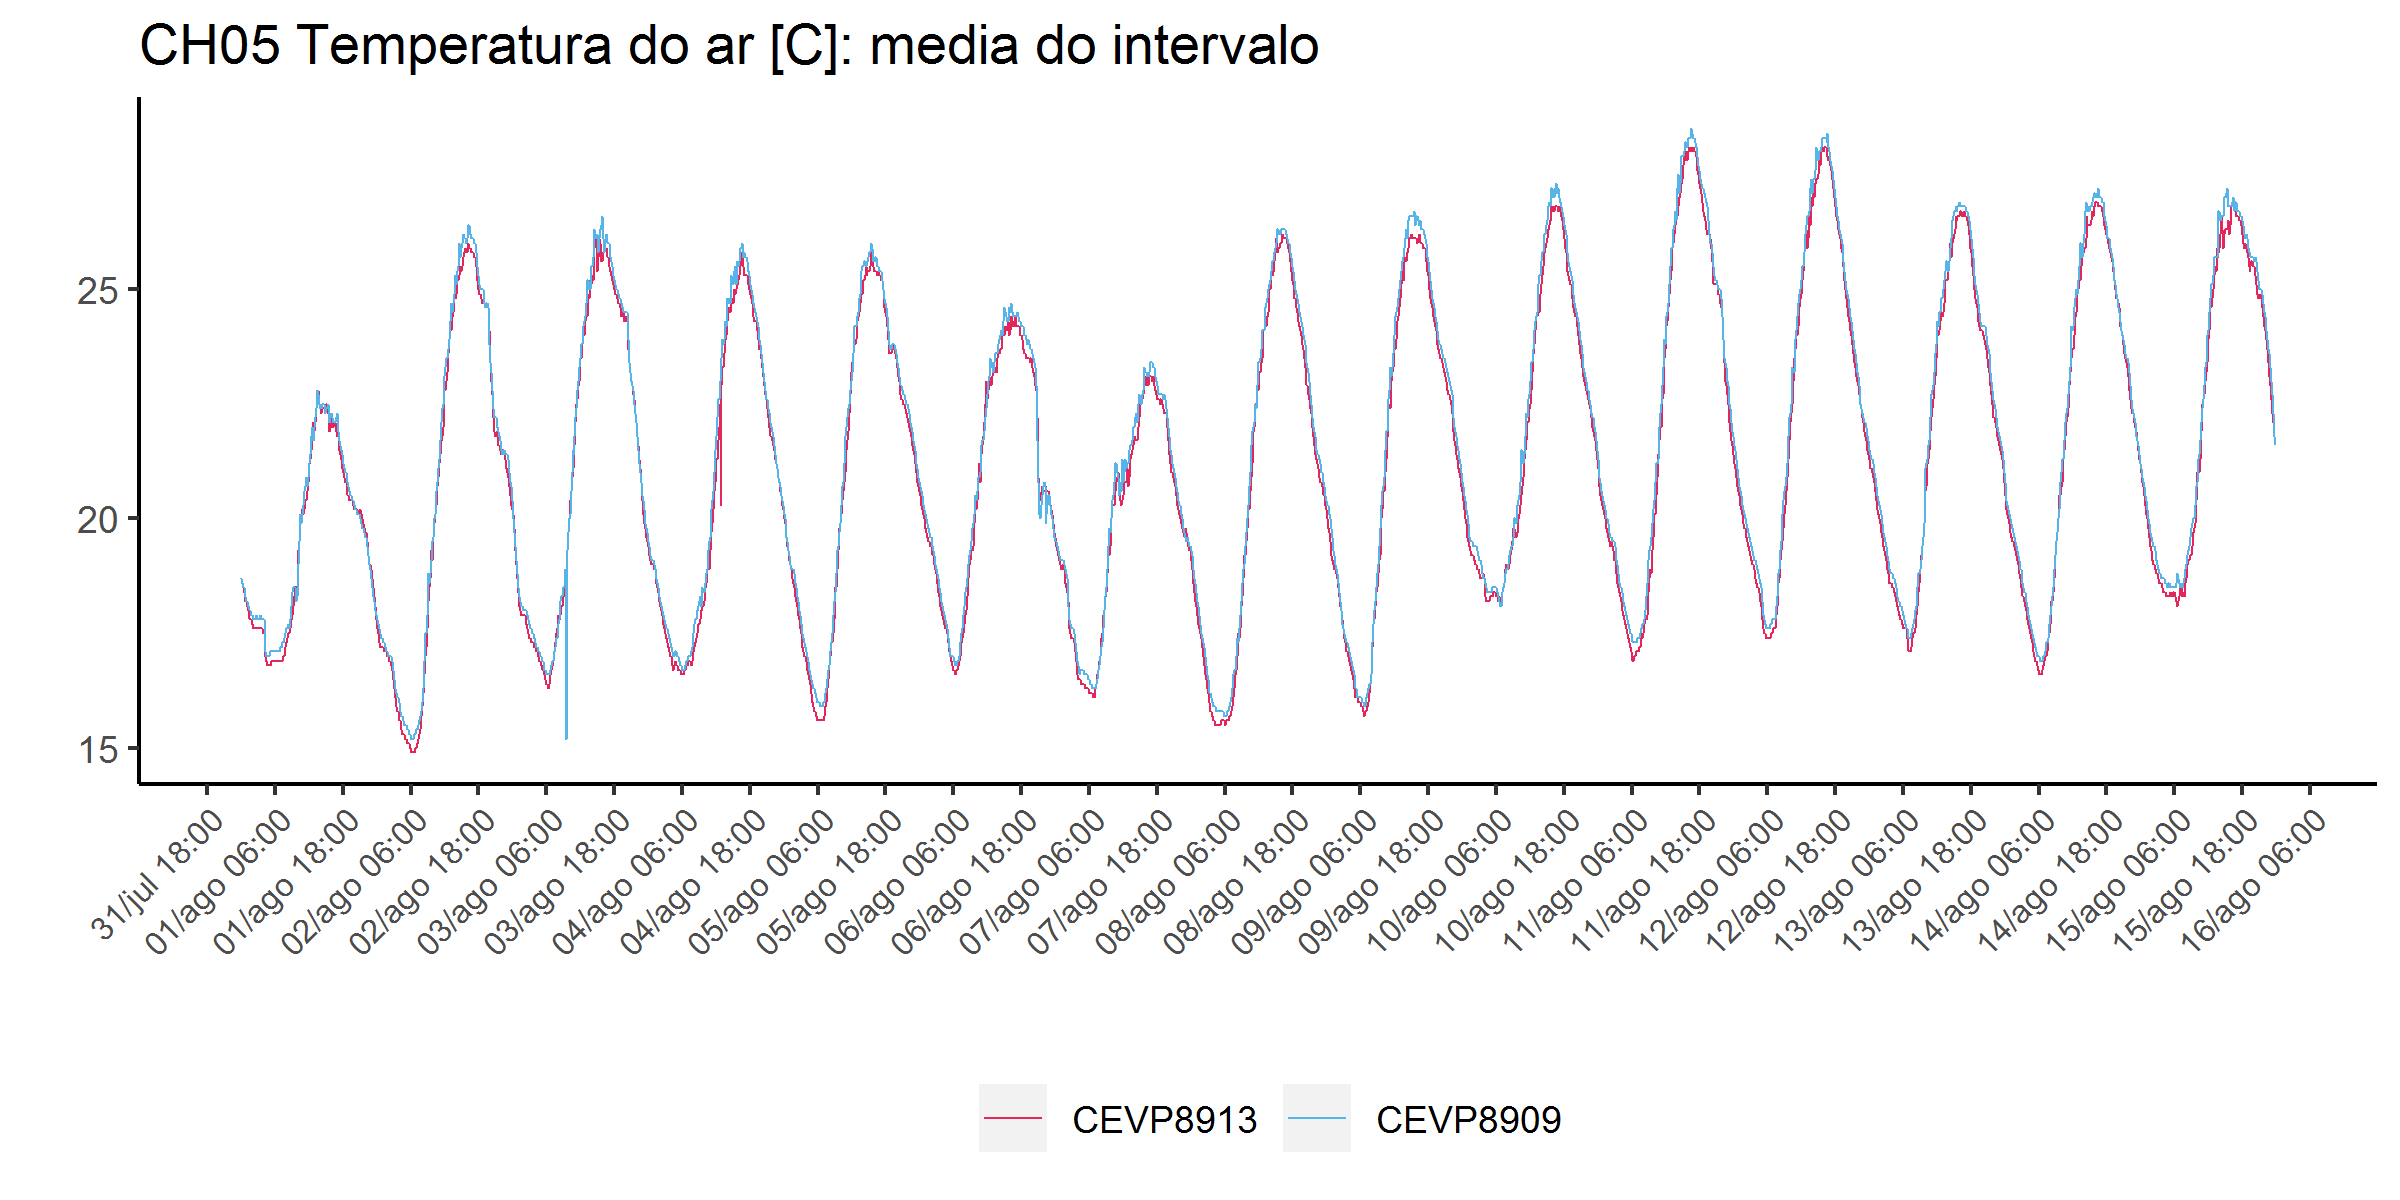 CH05 Temperatura do ar [C]: media do intervalo
25
20
15
31/jul 18:00
01/ago 06:00
01/ago 18:00
02/ago 06:00
02/ago 18:00
03/ago 06:00
03/ago 18:00
04/ago 06:00
04/ago 18:00
05/ago 06:00
05/ago 18:00
06/ago 06:00
06/ago 18:00
07/ago 06:00
07/ago 18:00
08/ago 06:00
08/ago 18:00
09/ago 06:00
09/ago 18:00
10/ago 06:00
10/ago 18:00
11/ago 06:00
11/ago 18:00
12/ago 06:00
12/ago 18:00
13/ago 06:00
13/ago 18:00
14/ago 06:00
14/ago 18:00
15/ago 06:00
15/ago 18:00
16/ago 06:00
CEVP8913 CEVP8909